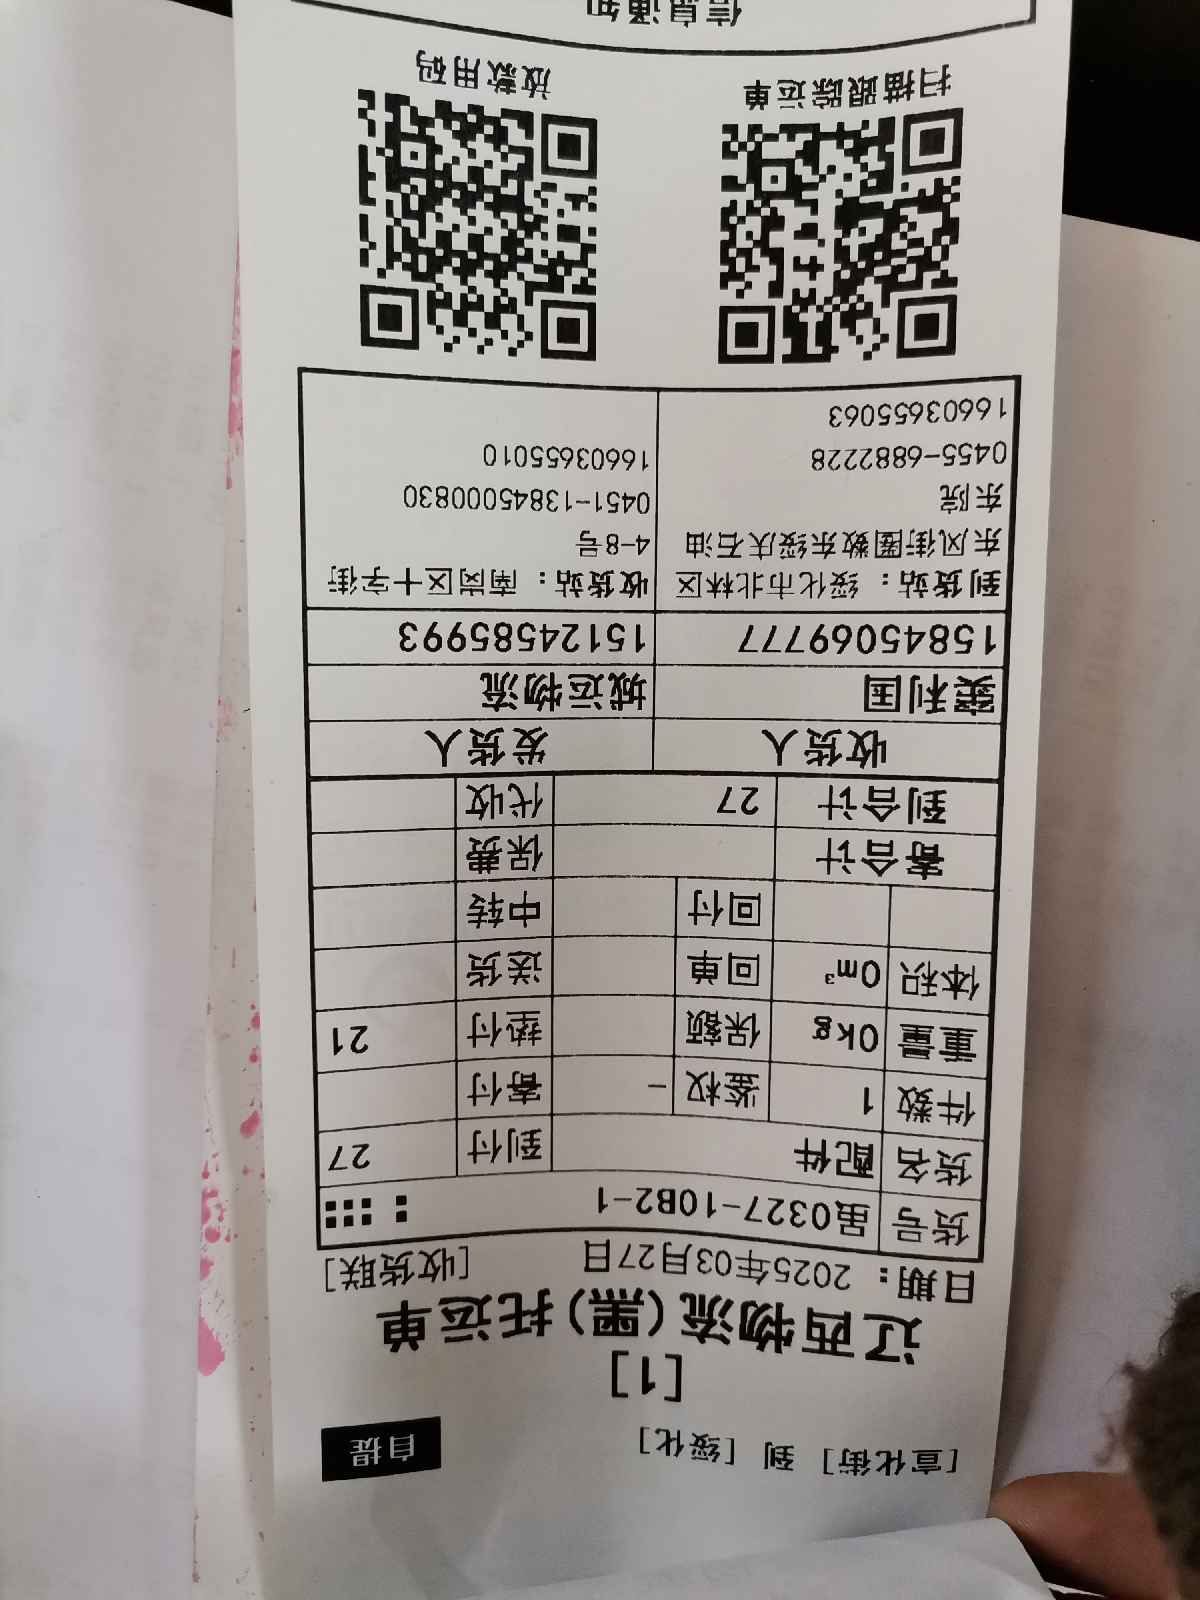 [宣化街] 到 [绥化]
自提
[1]
辽西物流(黑)托运单
日期: 2025年03月27日 [收货联]
货号 虽0327-10B2-1
货名 配件 到付 27
件数 1 鉴权 - 寄付
重量 0kg 保额 垫付 21
体积 0m³ 回单 送货
回付 中转
寄合计 保费
到合计 27 代收
收货人 发货人
窦利国 城运物流
15845069777 15124585993
到货站: 绥化市北林区
东风街圈数东绥庆石油
东院
0455-6882228
16603655063
收货站: 南岗区十字街
4-8号
0451-13845000830
16603655010
扫描跟踪运单 放款用码
信息通知